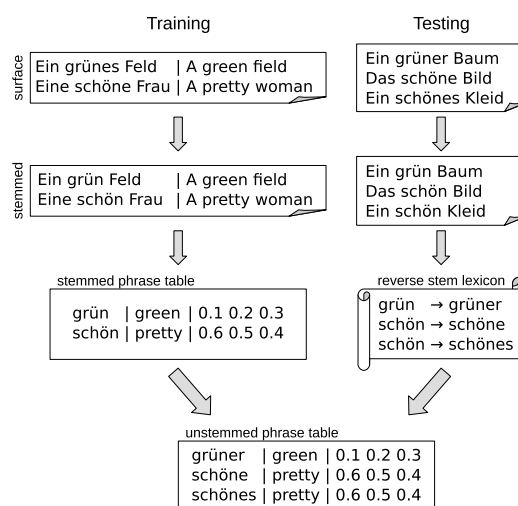 Training
Testing
surface
Ein grünes Feld | A green field
Eine schöne Frau | A pretty woman
Ein grüner Baum
Das schöne Bild
Ein schönes Kleid
stemmed
Ein grün Feld | A green field
Eine schön Frau | A pretty woman
Ein grün Baum
Das schön Bild
Ein schön Kleid
stemmed phrase table
grün | green | 0.1 0.2 0.3
schön | pretty | 0.6 0.5 0.4
reverse stem lexicon
grün → grüner
schön → schöne
schön → schönes
unstemmed phrase table
grüner | green | 0.1 0.2 0.3
schöne | pretty | 0.6 0.5 0.4
schönes | pretty | 0.6 0.5 0.4